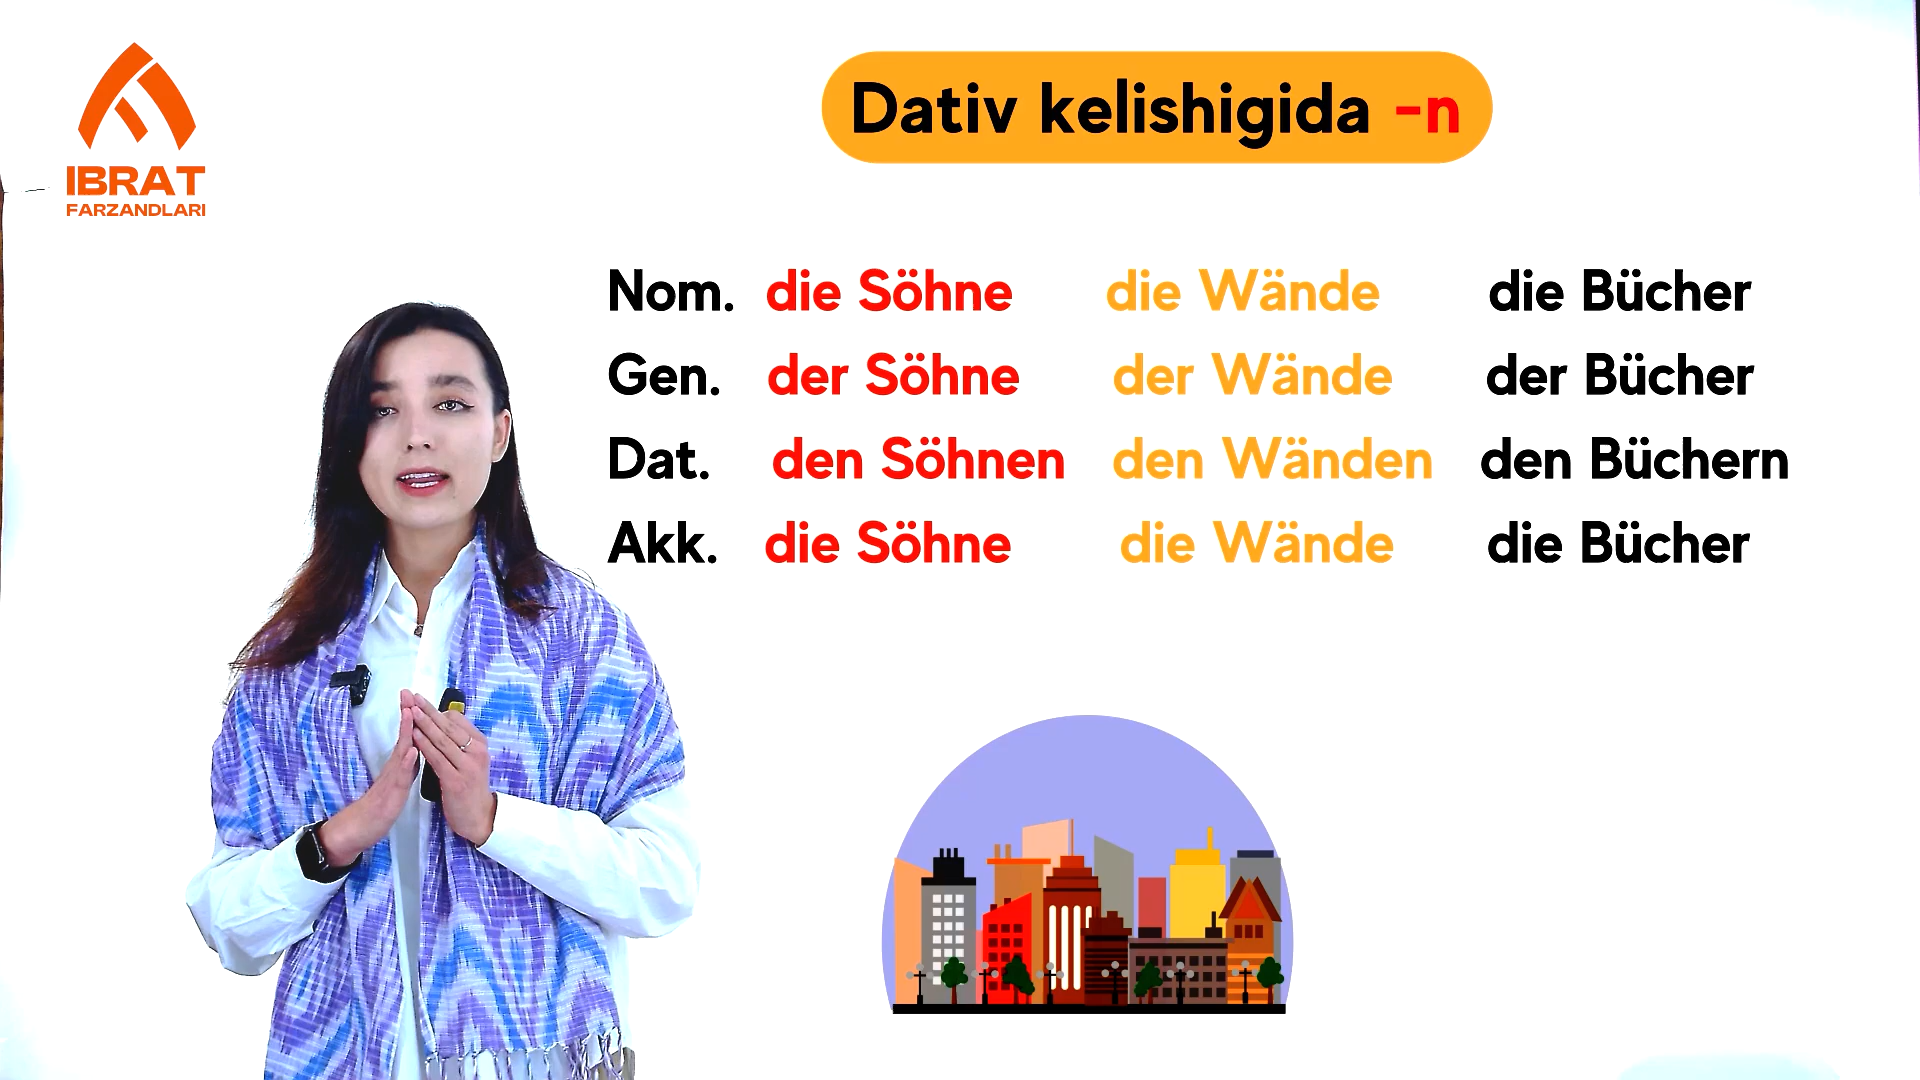 IBRAT
FARZANDLARI
Dativ kelishigida -n
Nom. die Söhne die Wände die Bücher
Gen. der Söhne der Wände der Bücher
Dat. den Söhnen den Wänden den Büchern
Akk. die Söhne die Wände die Bücher